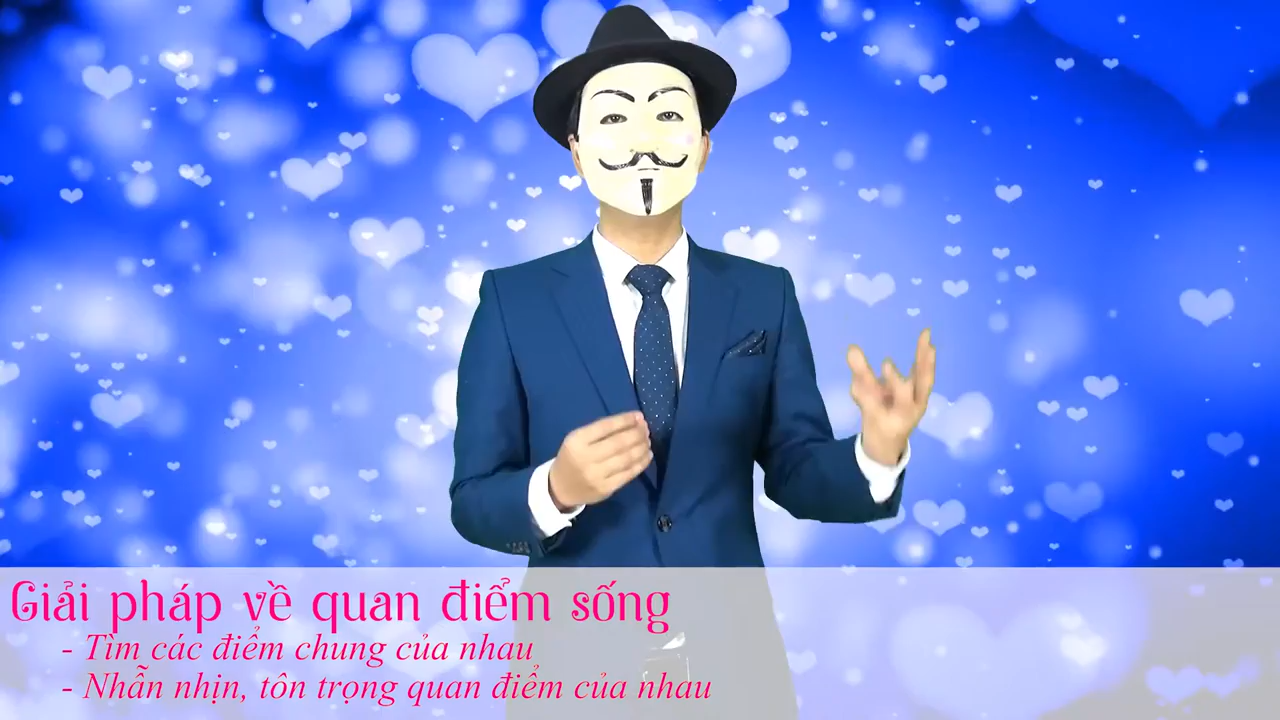 Giải pháp về quan điểm sống
- Tìm các điểm chung của nhau
- Nhẫn nhịn, tôn trọng quan điểm của nhau